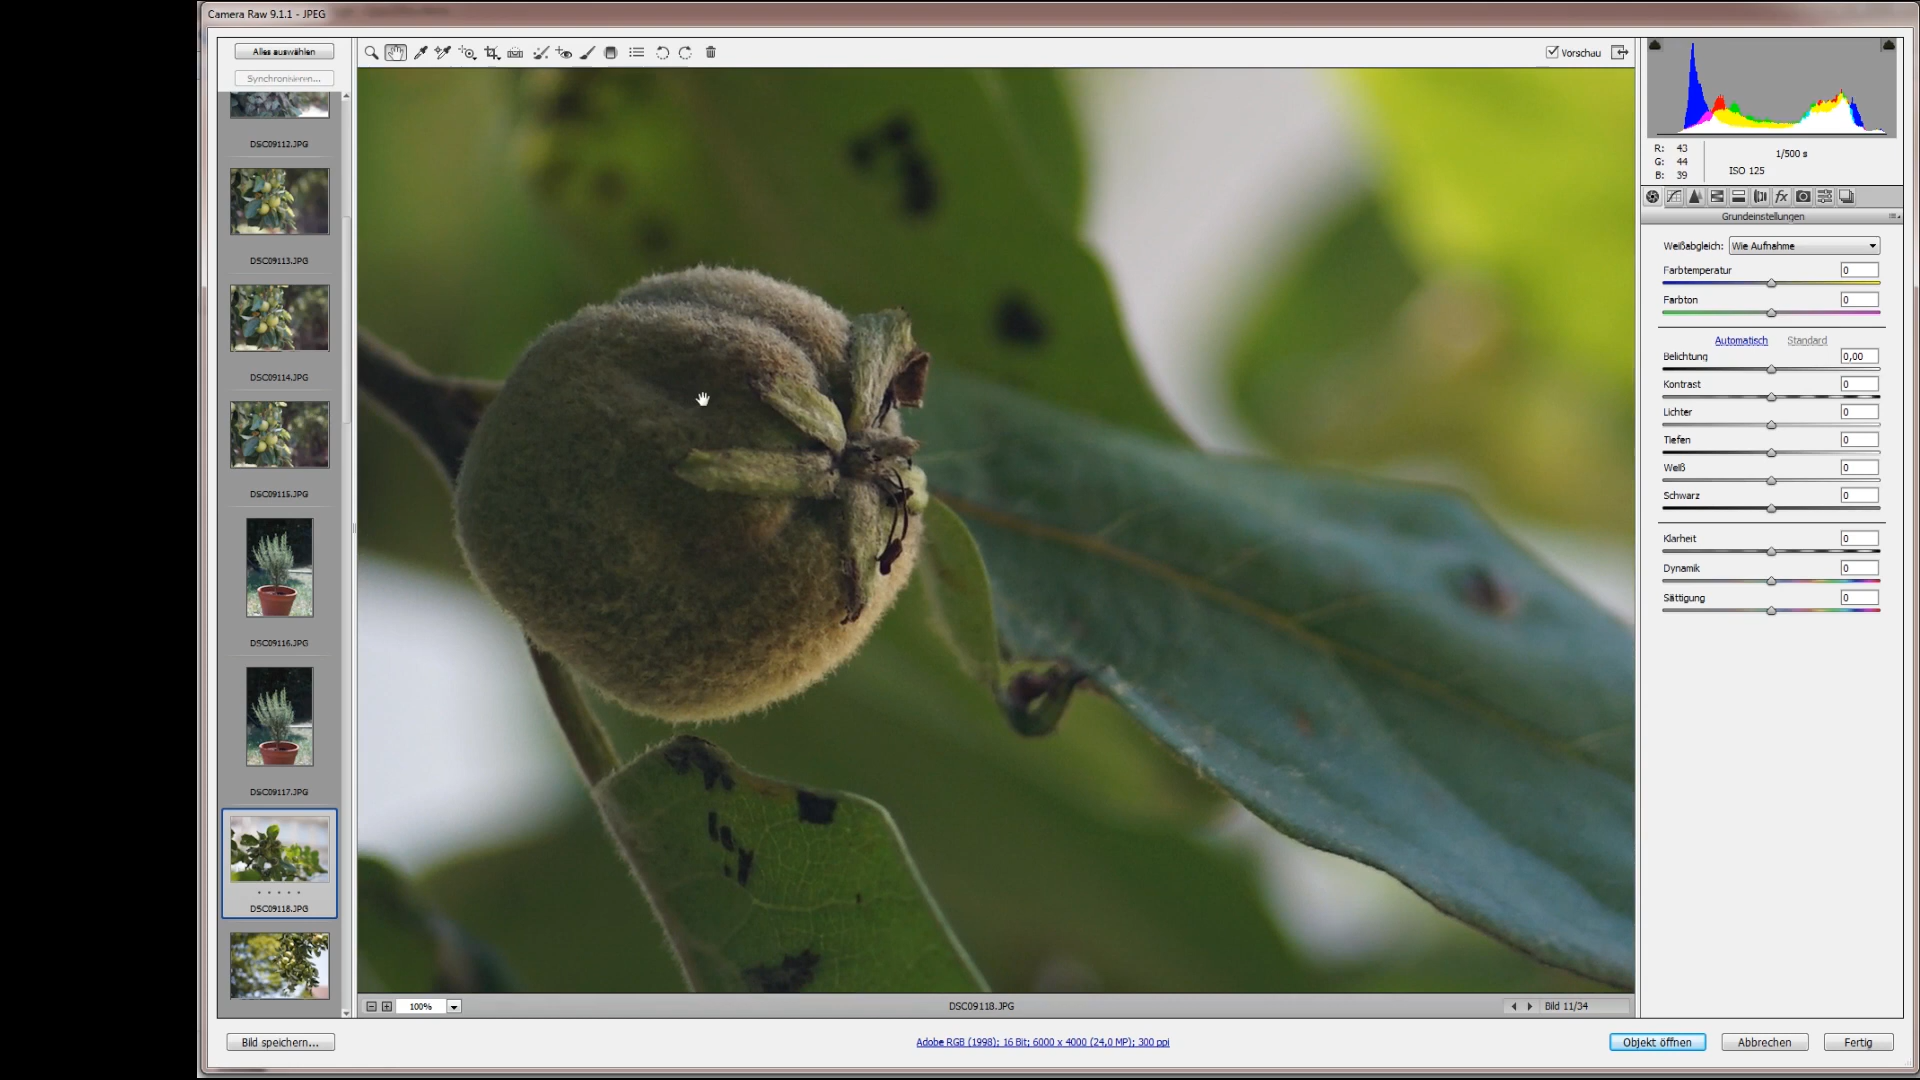 Camera Raw 9.1.1 - JPEG
Alles auswählen
Synchronisieren...
Vorschau
DSC09112.JPG
DSC09113.JPG
DSC09114.JPG
DSC09115.JPG
DSC09116.JPG
DSC09117.JPG
DSC09118.JPG
R: 43
G: 44
B: 39
1/500 s
ISO 125
fx
Grundeinstellungen
Weißabgleich: Wie Aufnahme
Farbtemperatur 0
Farbton 0
Automatisch Standard
Belichtung 0,00
Kontrast 0
Lichter 0
Tiefen 0
Weiß 0
Schwarz 0
Klarheit 0
Dynamik 0
Sättigung 0
100%
DSC09118.JPG
Bild 11/34
Bild speichern...
Adobe RGB (1998); 16 Bit; 6000 x 4000 (24,0 MP); 300 ppi
Objekt öffnen
Abbrechen
Fertig